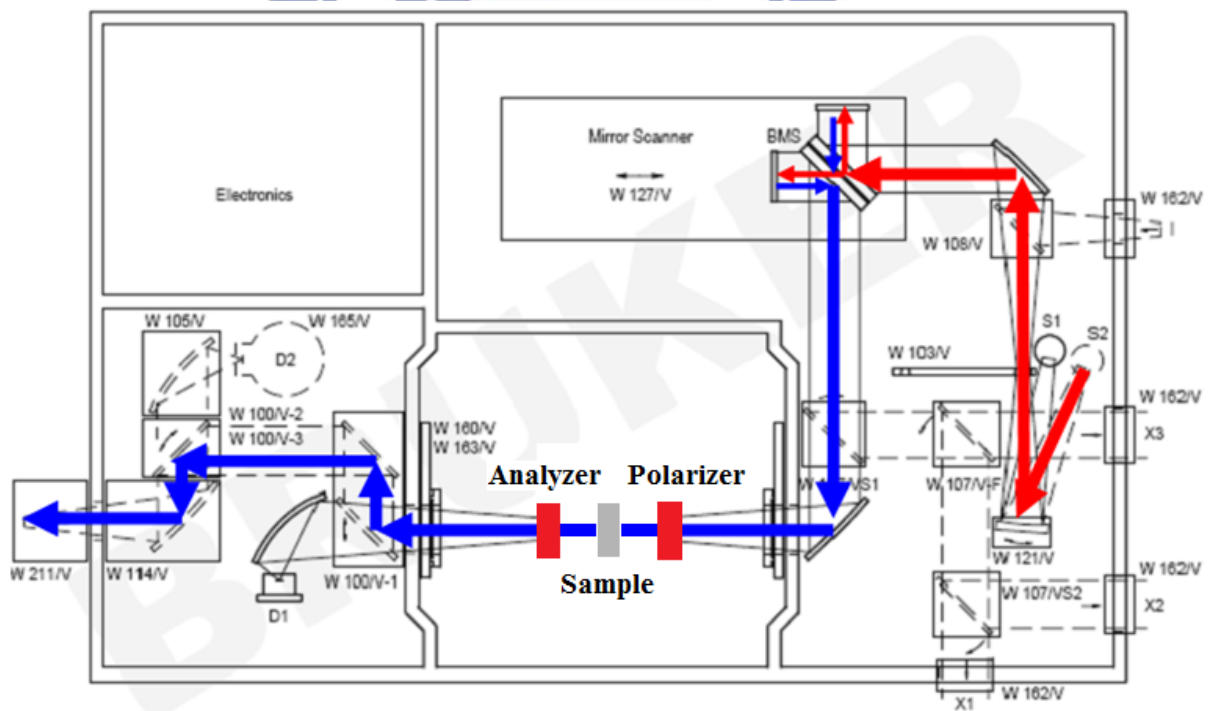 BRUKER
Electronics
Mirror Scanner
W 127/V
BMS
W 162/V
W 108/V
S1
S2
W 103/V
W 105/V
W 165/V
D2
W 100/V-2
W 100/V-3
W 160/V
W 163/V
W 162/V
X3
Analyzer
Polarizer
W 107/V-F
W 211/V
W 114/V
W 100/V-1
D1
Sample
W 121/V
W 162/V
W 107/VS2
X2
X1
W 162/V